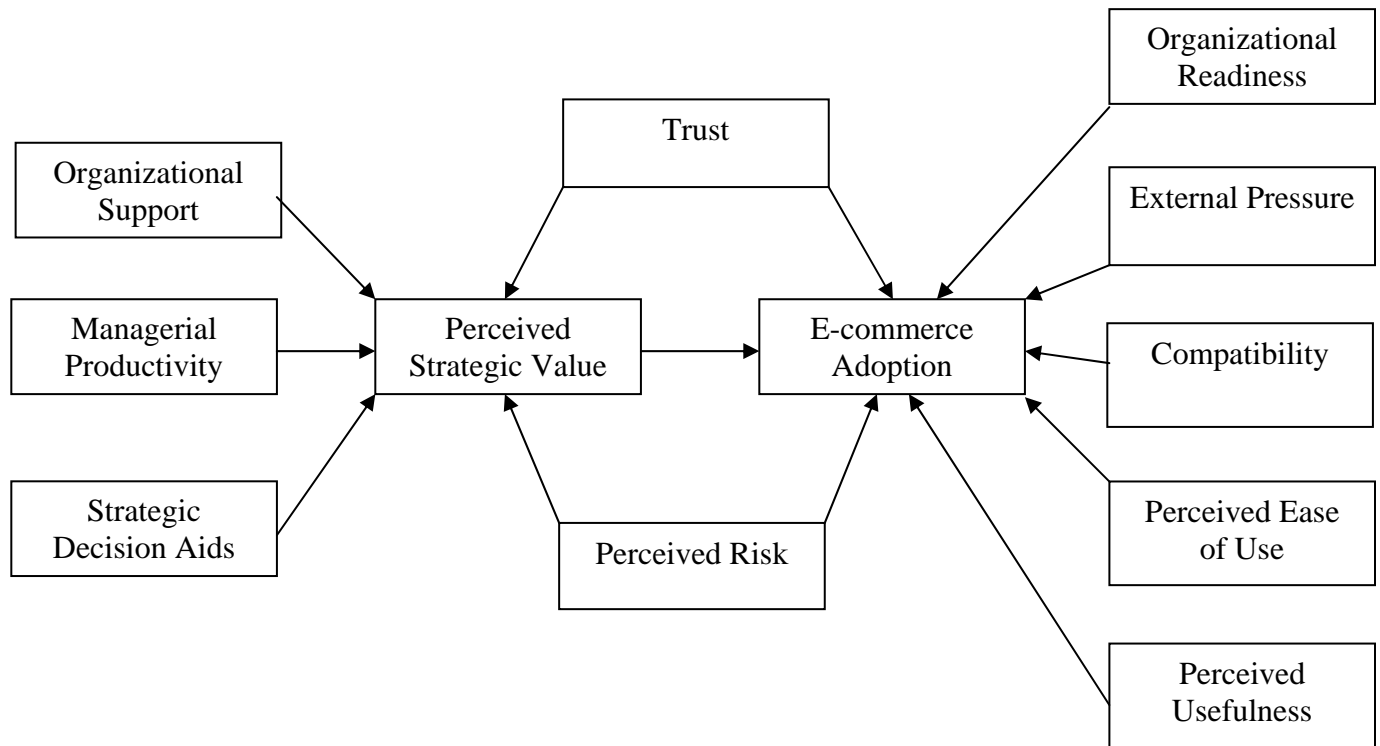 Organizational
Readiness
Trust
Organizational
Support
External Pressure
Managerial
Productivity
Perceived
Strategic Value
E-commerce
Adoption
Compatibility
Strategic
Decision Aids
Perceived Risk
Perceived Ease
of Use
Perceived
Usefulness